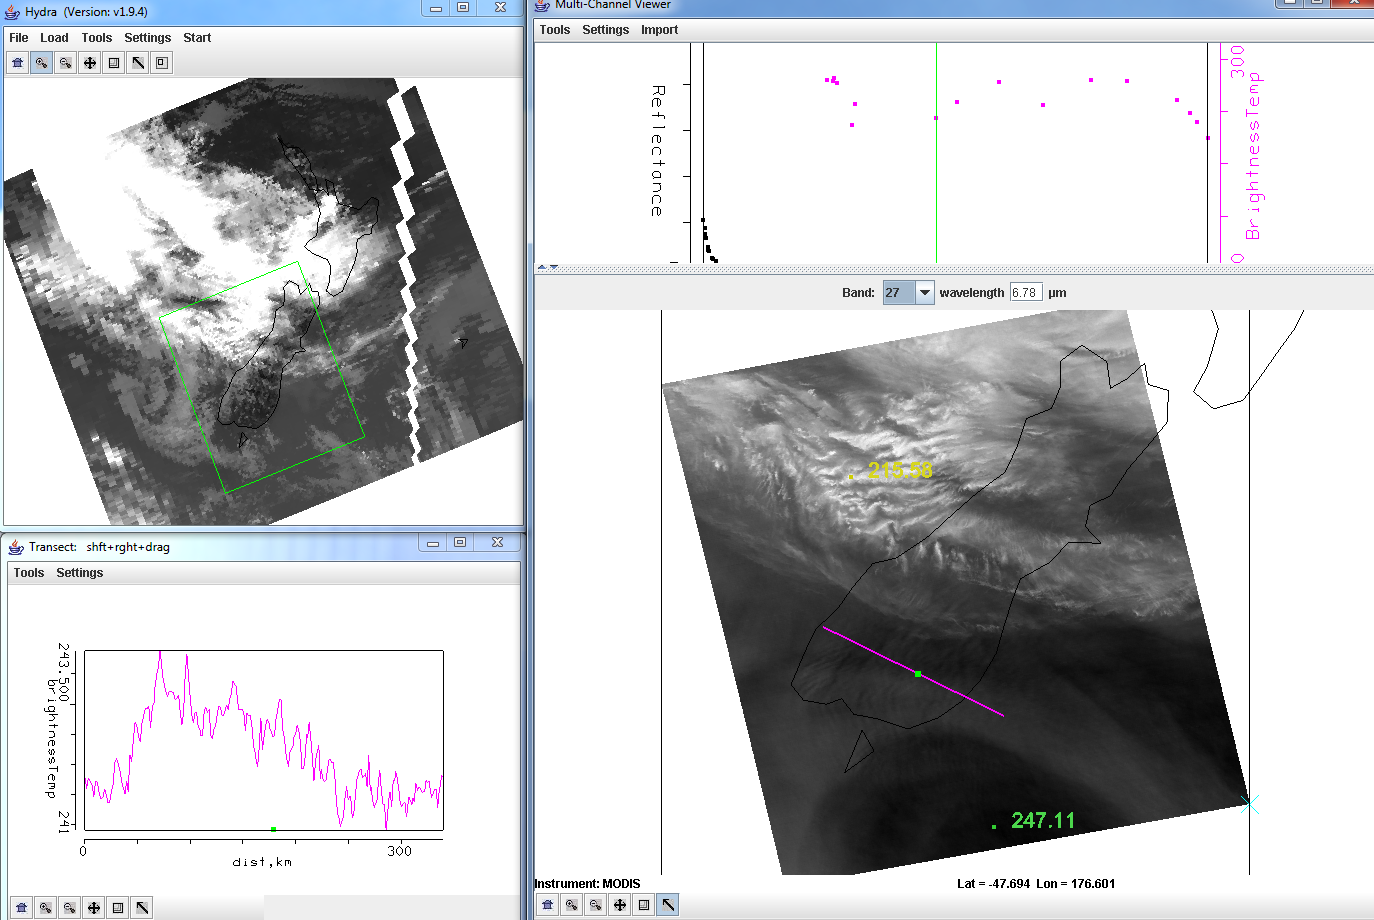 Hydra (Version: v1.9.4)
File Load Tools Settings Start
Multi-Channel Viewer
Tools Settings Import
Reflectance
300
BrightnessTemp
0
Band: 27 wavelength 6.78 µm
215.58
247.11
Instrument: MODIS
Lat = -47.694 Lon = 176.601
Transect: shft+rght+drag
Tools Settings
243.500
brightnessTemp
241
0
300
dist,km